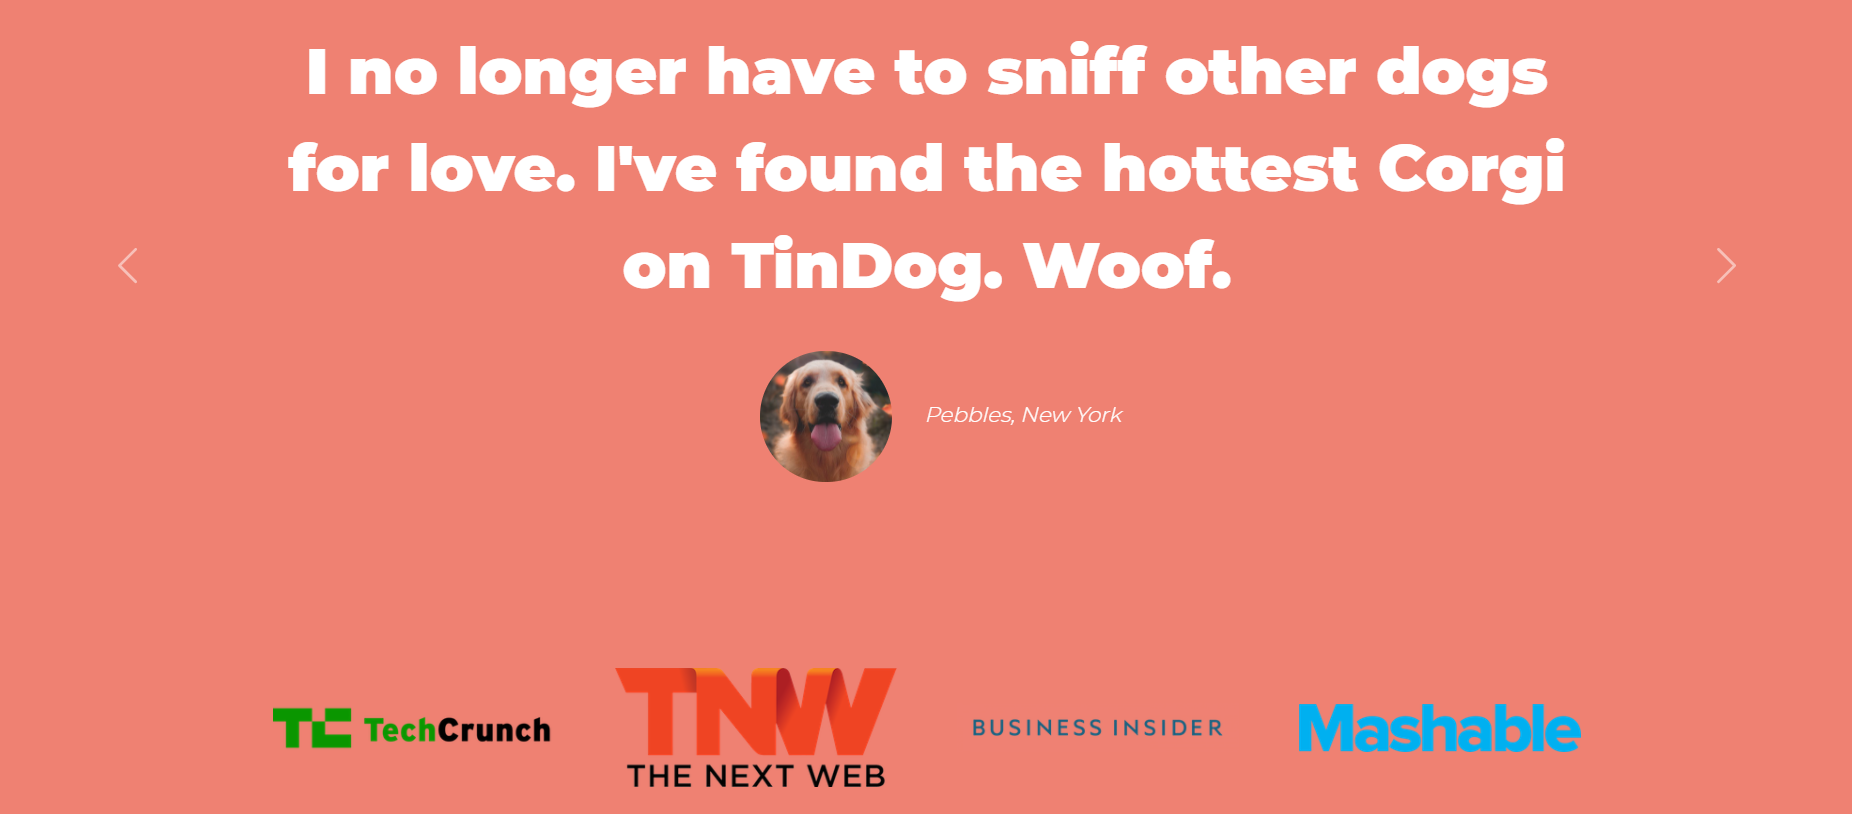 I no longer have to sniff other dogs
for love. I've found the hottest Corgi
on TinDog. Woof.
Pebbles, New York
TC TechCrunch
TNW
THE NEXT WEB
BUSINESS INSIDER
Mashable